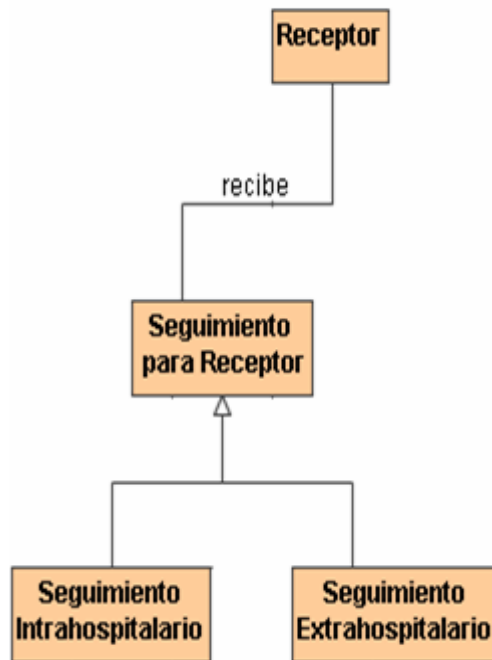 Receptor
recibe
Seguimiento
para Receptor
Seguimiento
Intrahospitalario
Seguimiento
Extrahospitalario